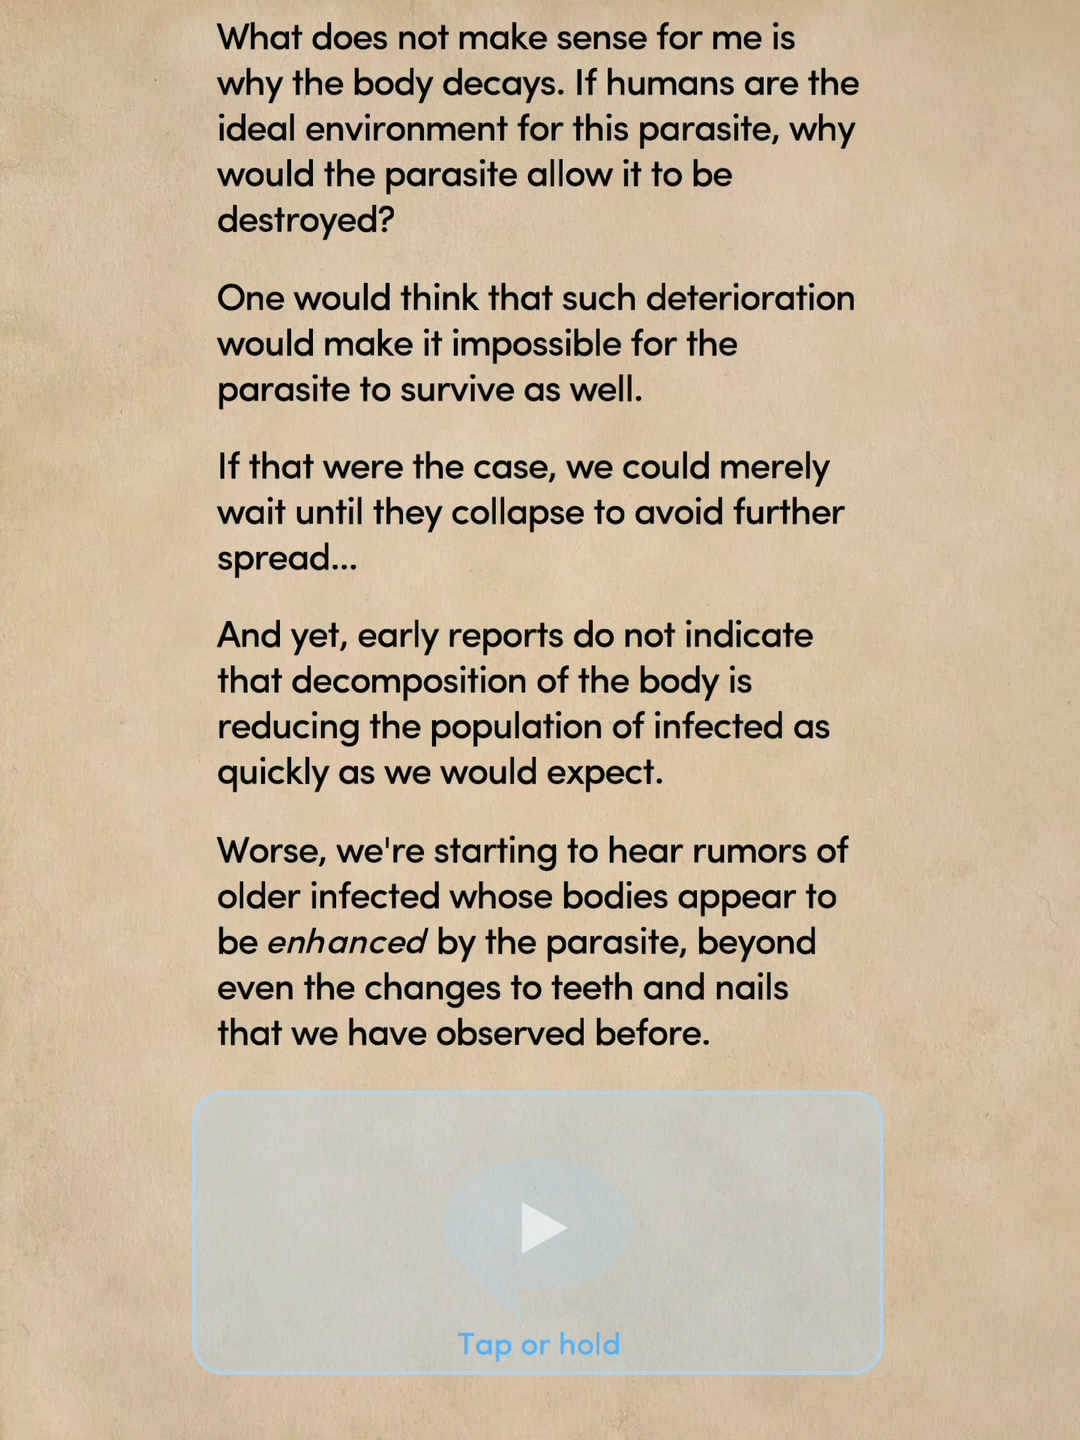 What does not make sense for me is
why the body decays. If humans are the
ideal environment for this parasite, why
would the parasite allow it to be
destroyed?
One would think that such deterioration
would make it impossible for the
parasite to survive as well.
If that were the case, we could merely
wait until they collapse to avoid further
spread...
And yet, early reports do not indicate
that decomposition of the body is
reducing the population of infected as
quickly as we would expect.
Worse, we're starting to hear rumors of
older infected whose bodies appear to
be enhanced by the parasite, beyond
even the changes to teeth and nails
that we have observed before.
Tap or hold